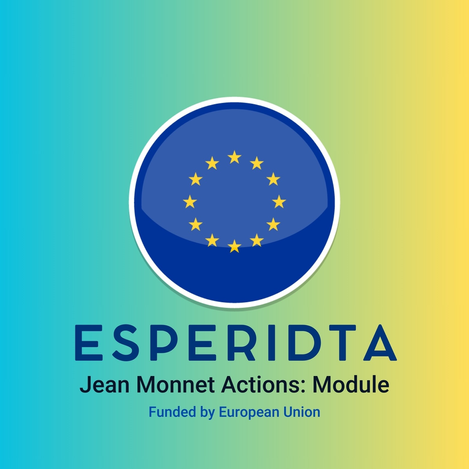 ESPERIDTA
Jean Monnet Actions: Module
Funded by European Union